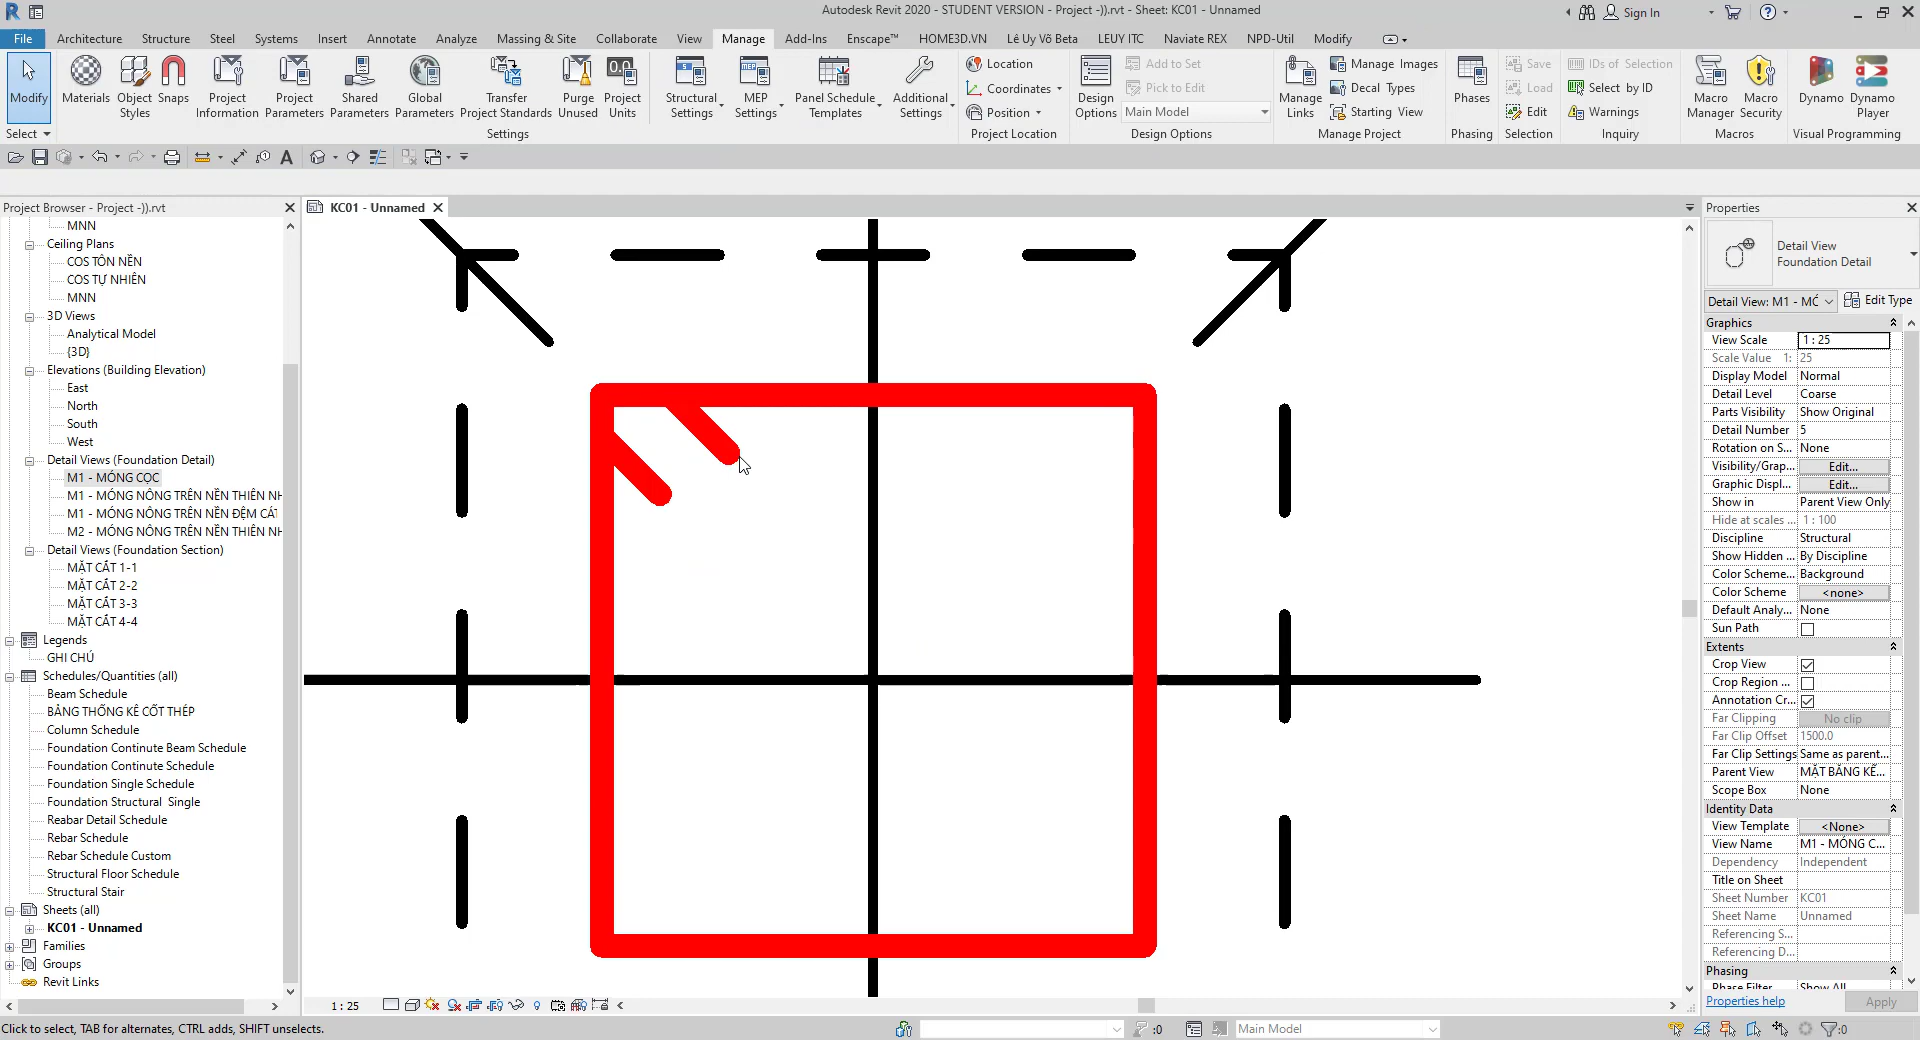 Autodesk Revit 2020 - STUDENT VERSION - Project -)).rvt - Sheet: KC01 - Unnamed
Sign In
File Architecture Structure Steel Systems Insert Annotate Analyze Massing & Site Collaborate View Manage Add-Ins Enscape™ HOME3D.VN Lê Uy Võ Beta LEUY ITC Naviate REX NPD-Util Modify
Modify
Materials
Object Styles
Snaps
Project Information
Project Parameters
Shared Parameters
Global Parameters
Transfer Project Standards
Purge Unused
Project Units
Structural Settings
MEP Settings
Panel Schedule Templates
Additional Settings
Location
Coordinates
Position
Design Options
Add to Set
Pick to Edit
Main Model
Manage Links
Manage Images
Decal Types
Starting View
Phases
Save
Load
Edit
IDs of Selection
Select by ID
Warnings
Macro Manager
Macro Security
Dynamo
Dynamo Player
Select
Settings
Project Location
Design Options
Manage Project
Phasing
Selection
Inquiry
Macros
Visual Programming
Project Browser - Project -)).rvt
MNN
Ceiling Plans
COS TÔN NỀN
COS TỰ NHIÊN
MNN
3D Views
Analytical Model
{3D}
Elevations (Building Elevation)
East
North
South
West
Detail Views (Foundation Detail)
M1 - MÓNG CỌC
M1 - MÓNG NÔNG TRÊN NỀN THIÊN NH
M1 - MÓNG NÔNG TRÊN NỀN ĐỆM CÁT
M2 - MÓNG NÔNG TRÊN NỀN THIÊN NH
Detail Views (Foundation Section)
MẶT CẮT 1-1
MẶT CẮT 2-2
MẶT CẮT 3-3
MẶT CẮT 4-4
Legends
GHI CHÚ
Schedules/Quantities (all)
Beam Schedule
BẢNG THỐNG KÊ CỐT THÉP
Column Schedule
Foundation Continute Beam Schedule
Foundation Continute Schedule
Foundation Single Schedule
Foundation Structural Single
Reabar Detail Schedule
Rebar Schedule
Rebar Schedule Custom
Structural Floor Schedule
Structural Stair
Sheets (all)
KC01 - Unnamed
Families
Groups
Revit Links
KC01 - Unnamed
1 : 25
Properties
Detail View
Foundation Detail
Detail View: M1 - MÓ
Edit Type
Graphics
View Scale 1 : 25
Scale Value 1: 25
Display Model Normal
Detail Level Coarse
Parts Visibility Show Original
Detail Number 5
Rotation on S... None
Visibility/Grap... Edit...
Graphic Displ... Edit...
Show in Parent View Only
Hide at scales ... 1 : 100
Discipline Structural
Show Hidden ... By Discipline
Color Scheme... Background
Color Scheme <none>
Default Analy... None
Sun Path
Extents
Crop View
Crop Region ...
Annotation Cr...
Far Clipping No clip
Far Clip Offset 1500.0
Far Clip Settings Same as parent...
Parent View MẶT BẰNG KẾ...
Scope Box None
Identity Data
View Template <None>
View Name M1 - MÓNG C...
Dependency Independent
Title on Sheet
Sheet Number KC01
Sheet Name Unnamed
Referencing S...
Referencing D...
Phasing
Phase Filter Show All
Properties help
Apply
Click to select, TAB for alternates, CTRL adds, SHIFT unselects.
:0
Main Model
:0